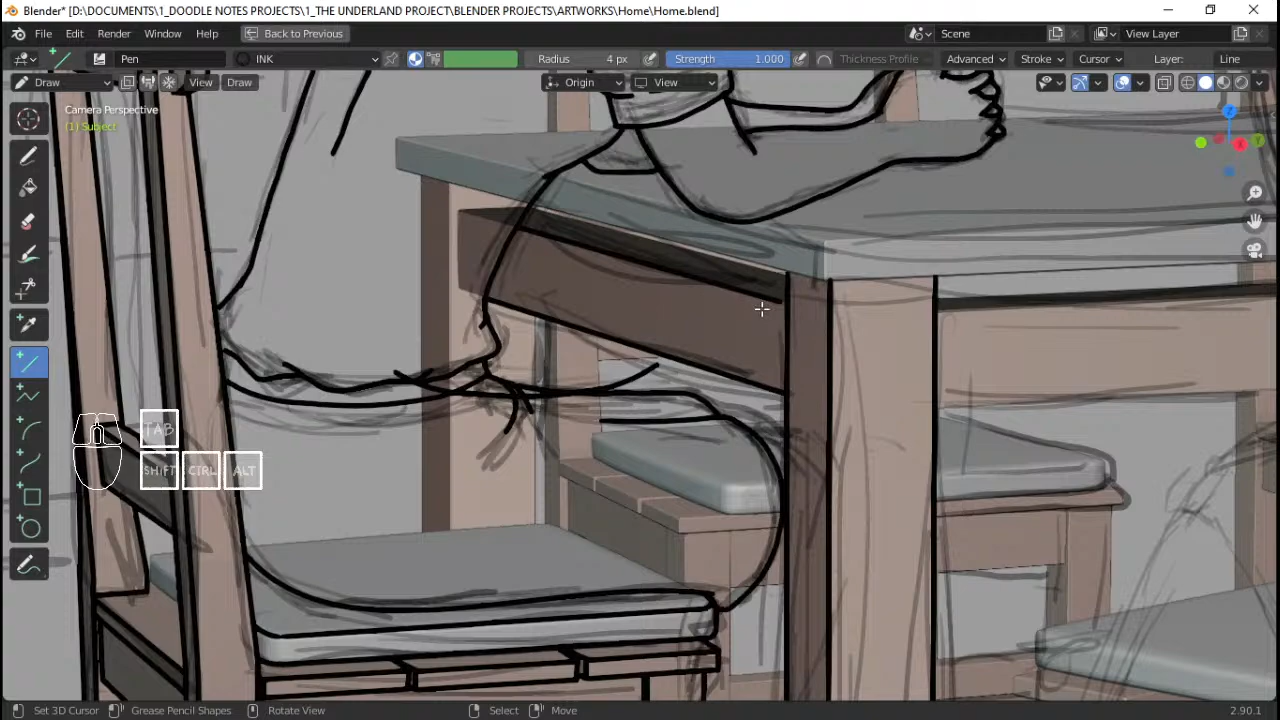 Blender* [D:\DOCUMENTS\1_DOODLE NOTES PROJECTS\1_THE UNDERLAND PROJECT\BLENDER PROJECTS\ARTWORKS\Home\Home.blend]
File Edit Render Window Help Back to Previous Scene View Layer
Pen INK Radius 4 px Strength 1.000 Thickness Profile Advanced Stroke Cursor Layer: Line
Draw View Draw Origin View
Camera Perspective
(1) Subject
Z
X
Y
TAB
SHIFT CTRL ALT
Set 3D Cursor Grease Pencil Shapes Rotate View Select Move 2.90.1